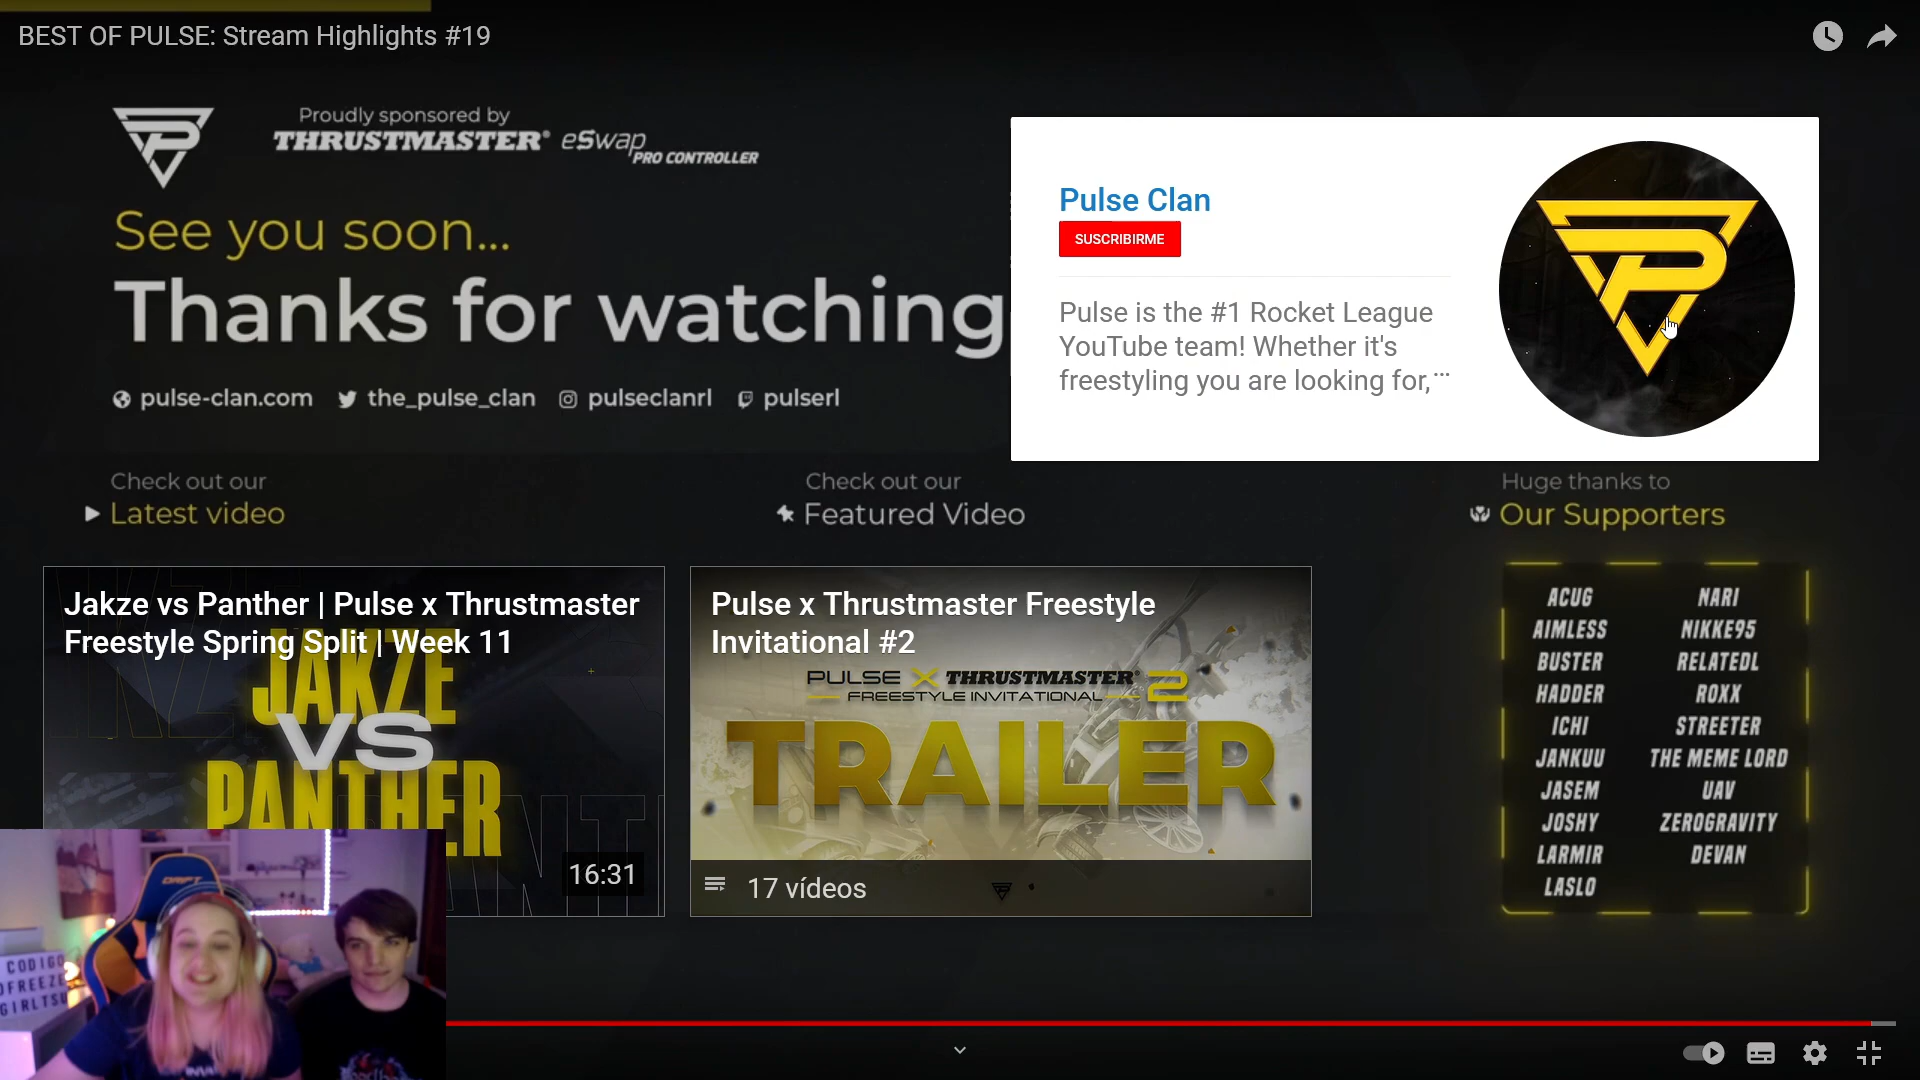 BEST OF PULSE: Stream Highlights #19
Proudly sponsored by
THRUSTMASTER® eSwap
PRO CONTROLLER
See you soon...
Thanks for watching
pulse-clan.com the_pulse_clan pulseclanrl pulserl
Pulse Clan
SUSCRIBIRME
Pulse is the #1 Rocket League
YouTube team! Whether it's
freestyling you are looking for,...
Check out our
Latest video
Check out our
Featured Video
Huge thanks to
Our Supporters
Jakze vs Panther | Pulse x Thrustmaster
Freestyle Spring Split | Week 11
JAKZE
VS
PANTHER
16:31
Pulse x Thrustmaster Freestyle
Invitational #2
PULSE X THRUSTMASTER®
FREESTYLE INVITATIONAL 2
TRAILER
17 vídeos
ACUG NARI
AIMLESS NIKKE95
BUSTER RELATEDL
HADDER ROXX
ICHI STREETER
JANKUU THE MEME LORD
JASEM UAV
JOSHY ZEROGRAVITY
LARMIR DEVAN
LASLO
DRIFT
CODIGO